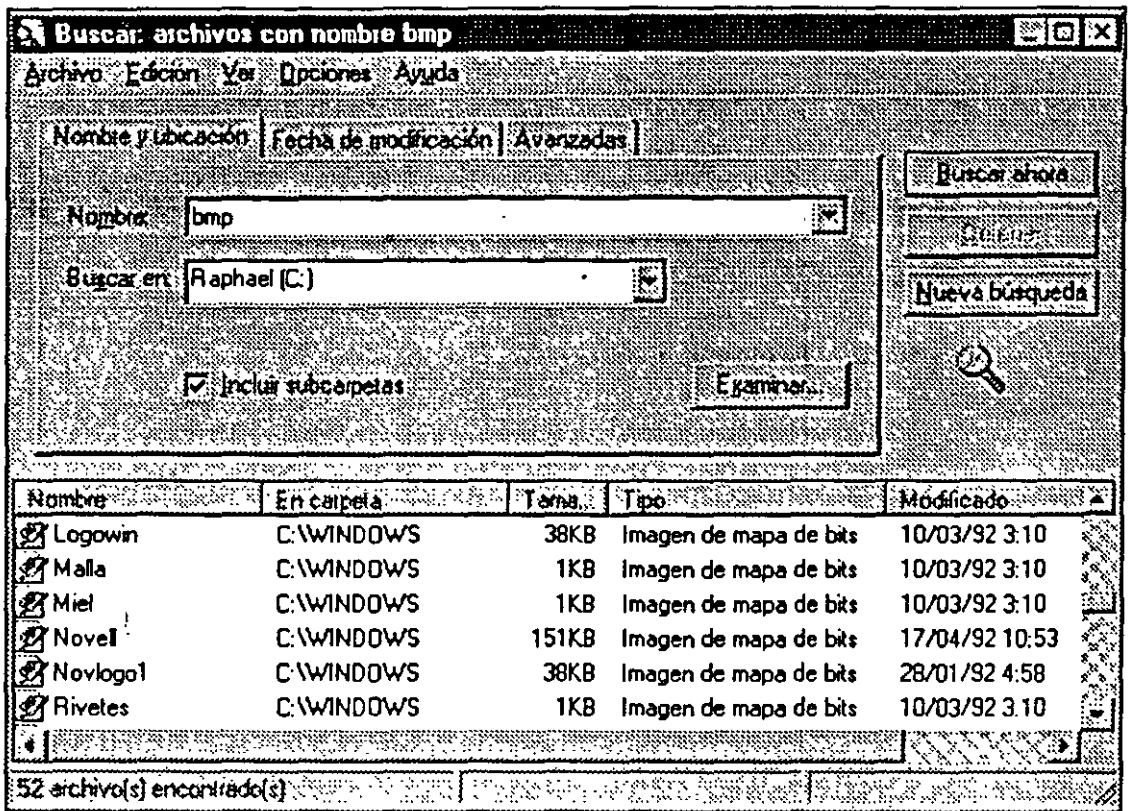 Buscar: archivos con nombre bmp
Archivo Edición Ver Opciones Ayuda
Nombre y ubicación Fecha de modificación Avanzadas
Buscar ahora
Nombre: bmp
Detener
Buscar en: Raphael (C:)
Nueva búsqueda
Incluir subcarpetas Examinar...
Nombre En carpeta Tama... Tipo Modificado
Logowin C:\WINDOWS 38KB Imagen de mapa de bits 10/03/92 3:10
Malla C:\WINDOWS 1KB Imagen de mapa de bits 10/03/92 3:10
Miel C:\WINDOWS 1KB Imagen de mapa de bits 10/03/92 3:10
Novell C:\WINDOWS 151KB Imagen de mapa de bits 17/04/92 10:53
Novlogo1 C:\WINDOWS 38KB Imagen de mapa de bits 28/01/92 4:58
Rivetes C:\WINDOWS 1KB Imagen de mapa de bits 10/03/92 3:10
52 archivo(s) encontrado(s)